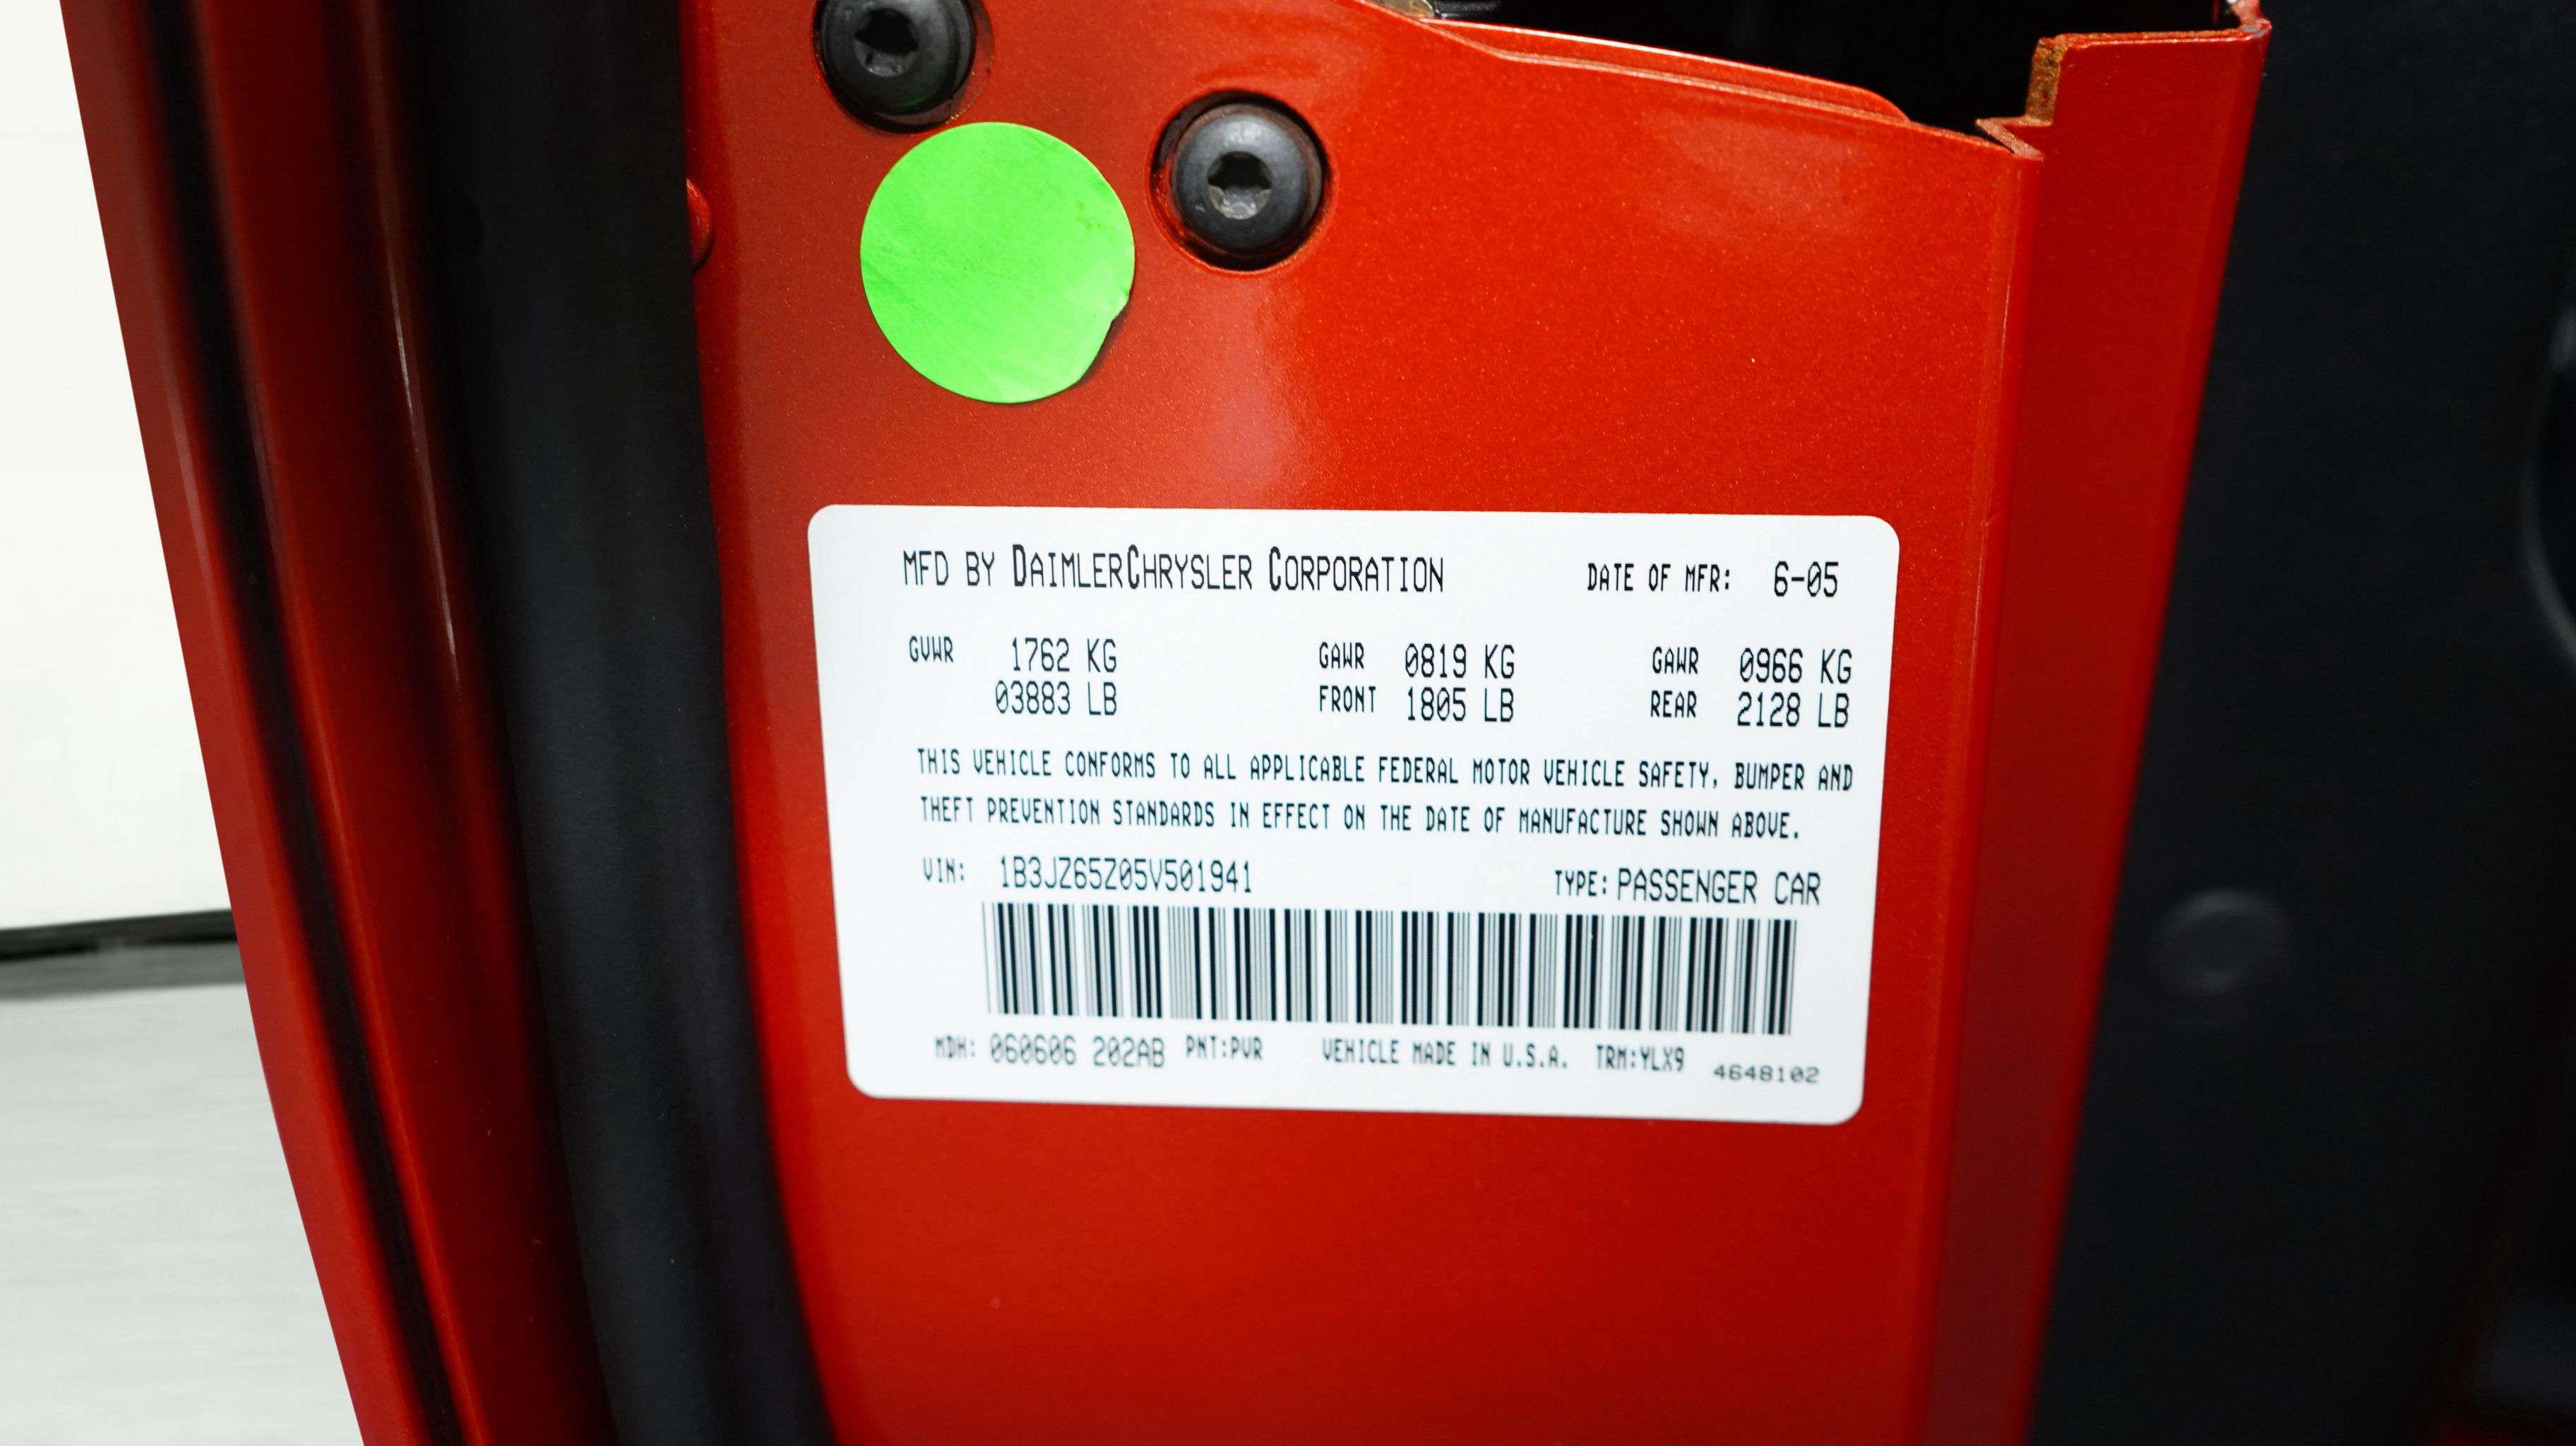 MFD BY DAIMLERCHRYSLER CORPORATION DATE OF MFR: 6-05
GVWR 1762 KG GAWR 0819 KG GAWR 0966 KG
03883 LB FRONT 1805 LB REAR 2128 LB
THIS VEHICLE CONFORMS TO ALL APPLICABLE FEDERAL MOTOR VEHICLE SAFETY, BUMPER AND
THEFT PREVENTION STANDARDS IN EFFECT ON THE DATE OF MANUFACTURE SHOWN ABOVE.
VIN: 1B3JZ65Z05V501941 TYPE: PASSENGER CAR
MDH: 060606 202AB PNT:PVR VEHICLE MADE IN U.S.A. TRM:YLX9 4648102